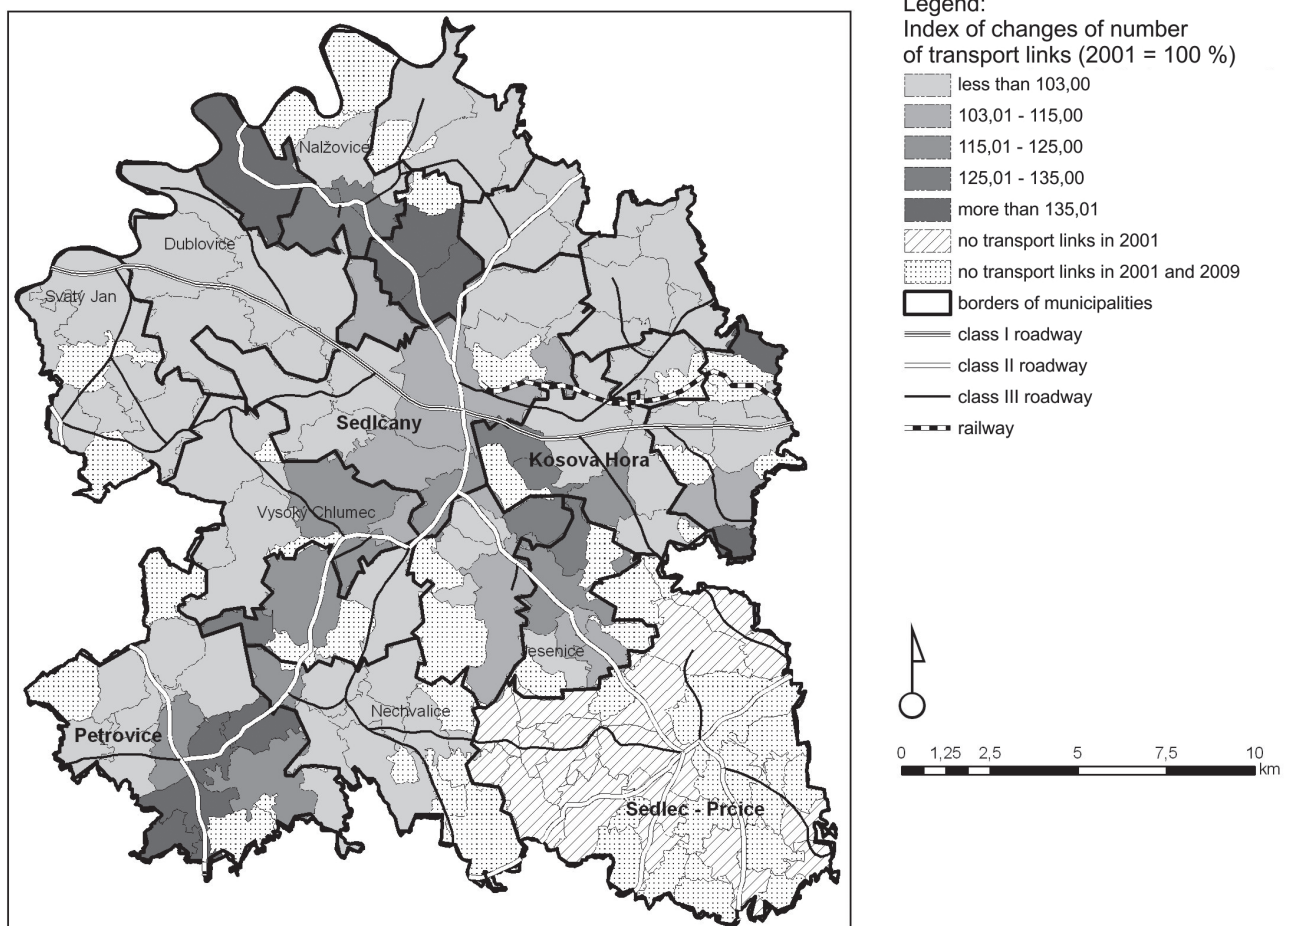 Legend:
Index of changes of number
of transport links (2001 = 100 %)
less than 103,00
103,01 - 115,00
115,01 - 125,00
125,01 - 135,00
more than 135,01
no transport links in 2001
no transport links in 2001 and 2009
borders of municipalities
class I roadway
class II roadway
class III roadway
railway
Nalžovice
Dublovice
Svatý Jan
Sedlčany
Kosova Hora
Vysoký Chlumec
Jesenice
Nechvalice
Petrovice
Sedlec - Prčice
0 1,25 2,5 5 7,5 10
km